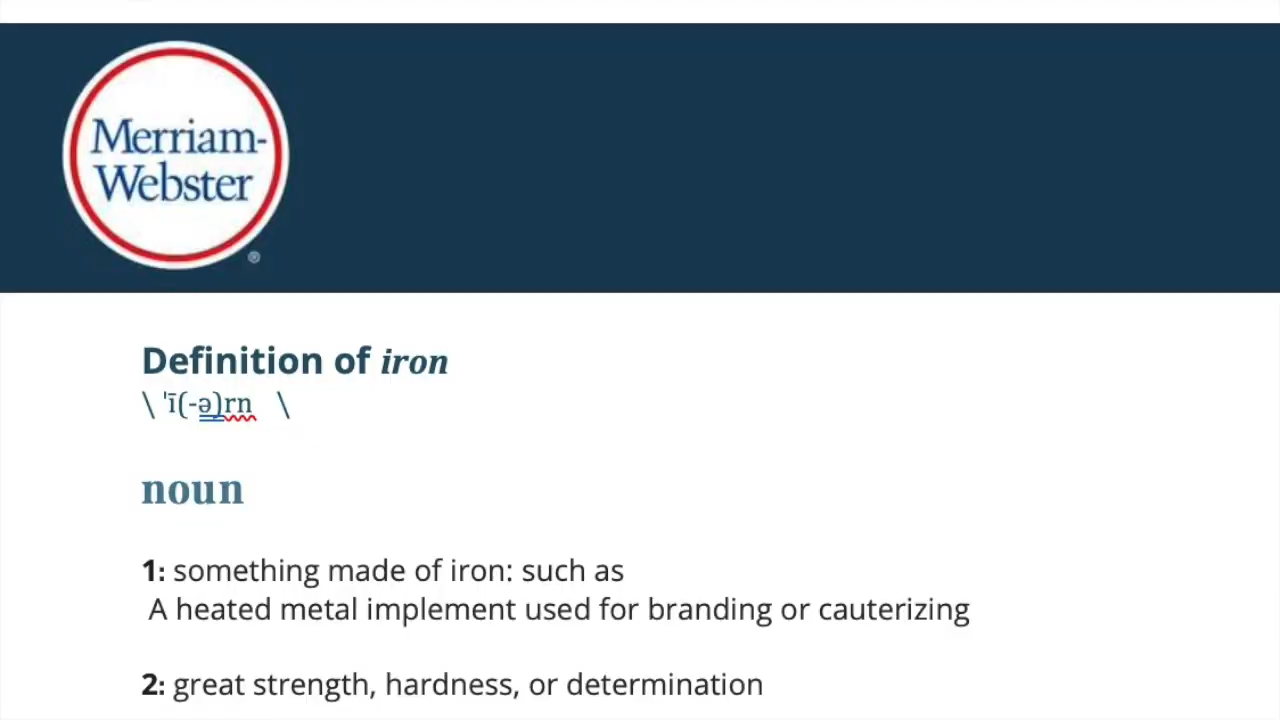 Merriam-
Webster
®
Definition of iron
\ ˈī(-ə)rn \
noun
1: something made of iron: such as
A heated metal implement used for branding or cauterizing
2: great strength, hardness, or determination